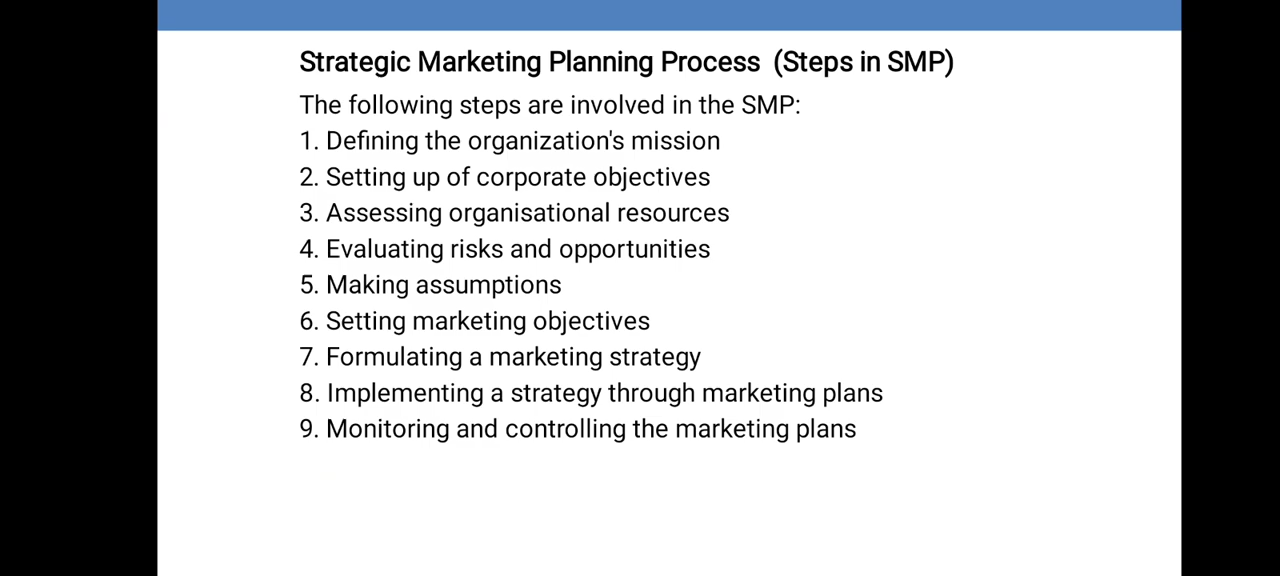 Strategic Marketing Planning Process (Steps in SMP)
The following steps are involved in the SMP:
1. Defining the organization's mission
2. Setting up of corporate objectives
3. Assessing organisational resources
4. Evaluating risks and opportunities
5. Making assumptions
6. Setting marketing objectives
7. Formulating a marketing strategy
8. Implementing a strategy through marketing plans
9. Monitoring and controlling the marketing plans